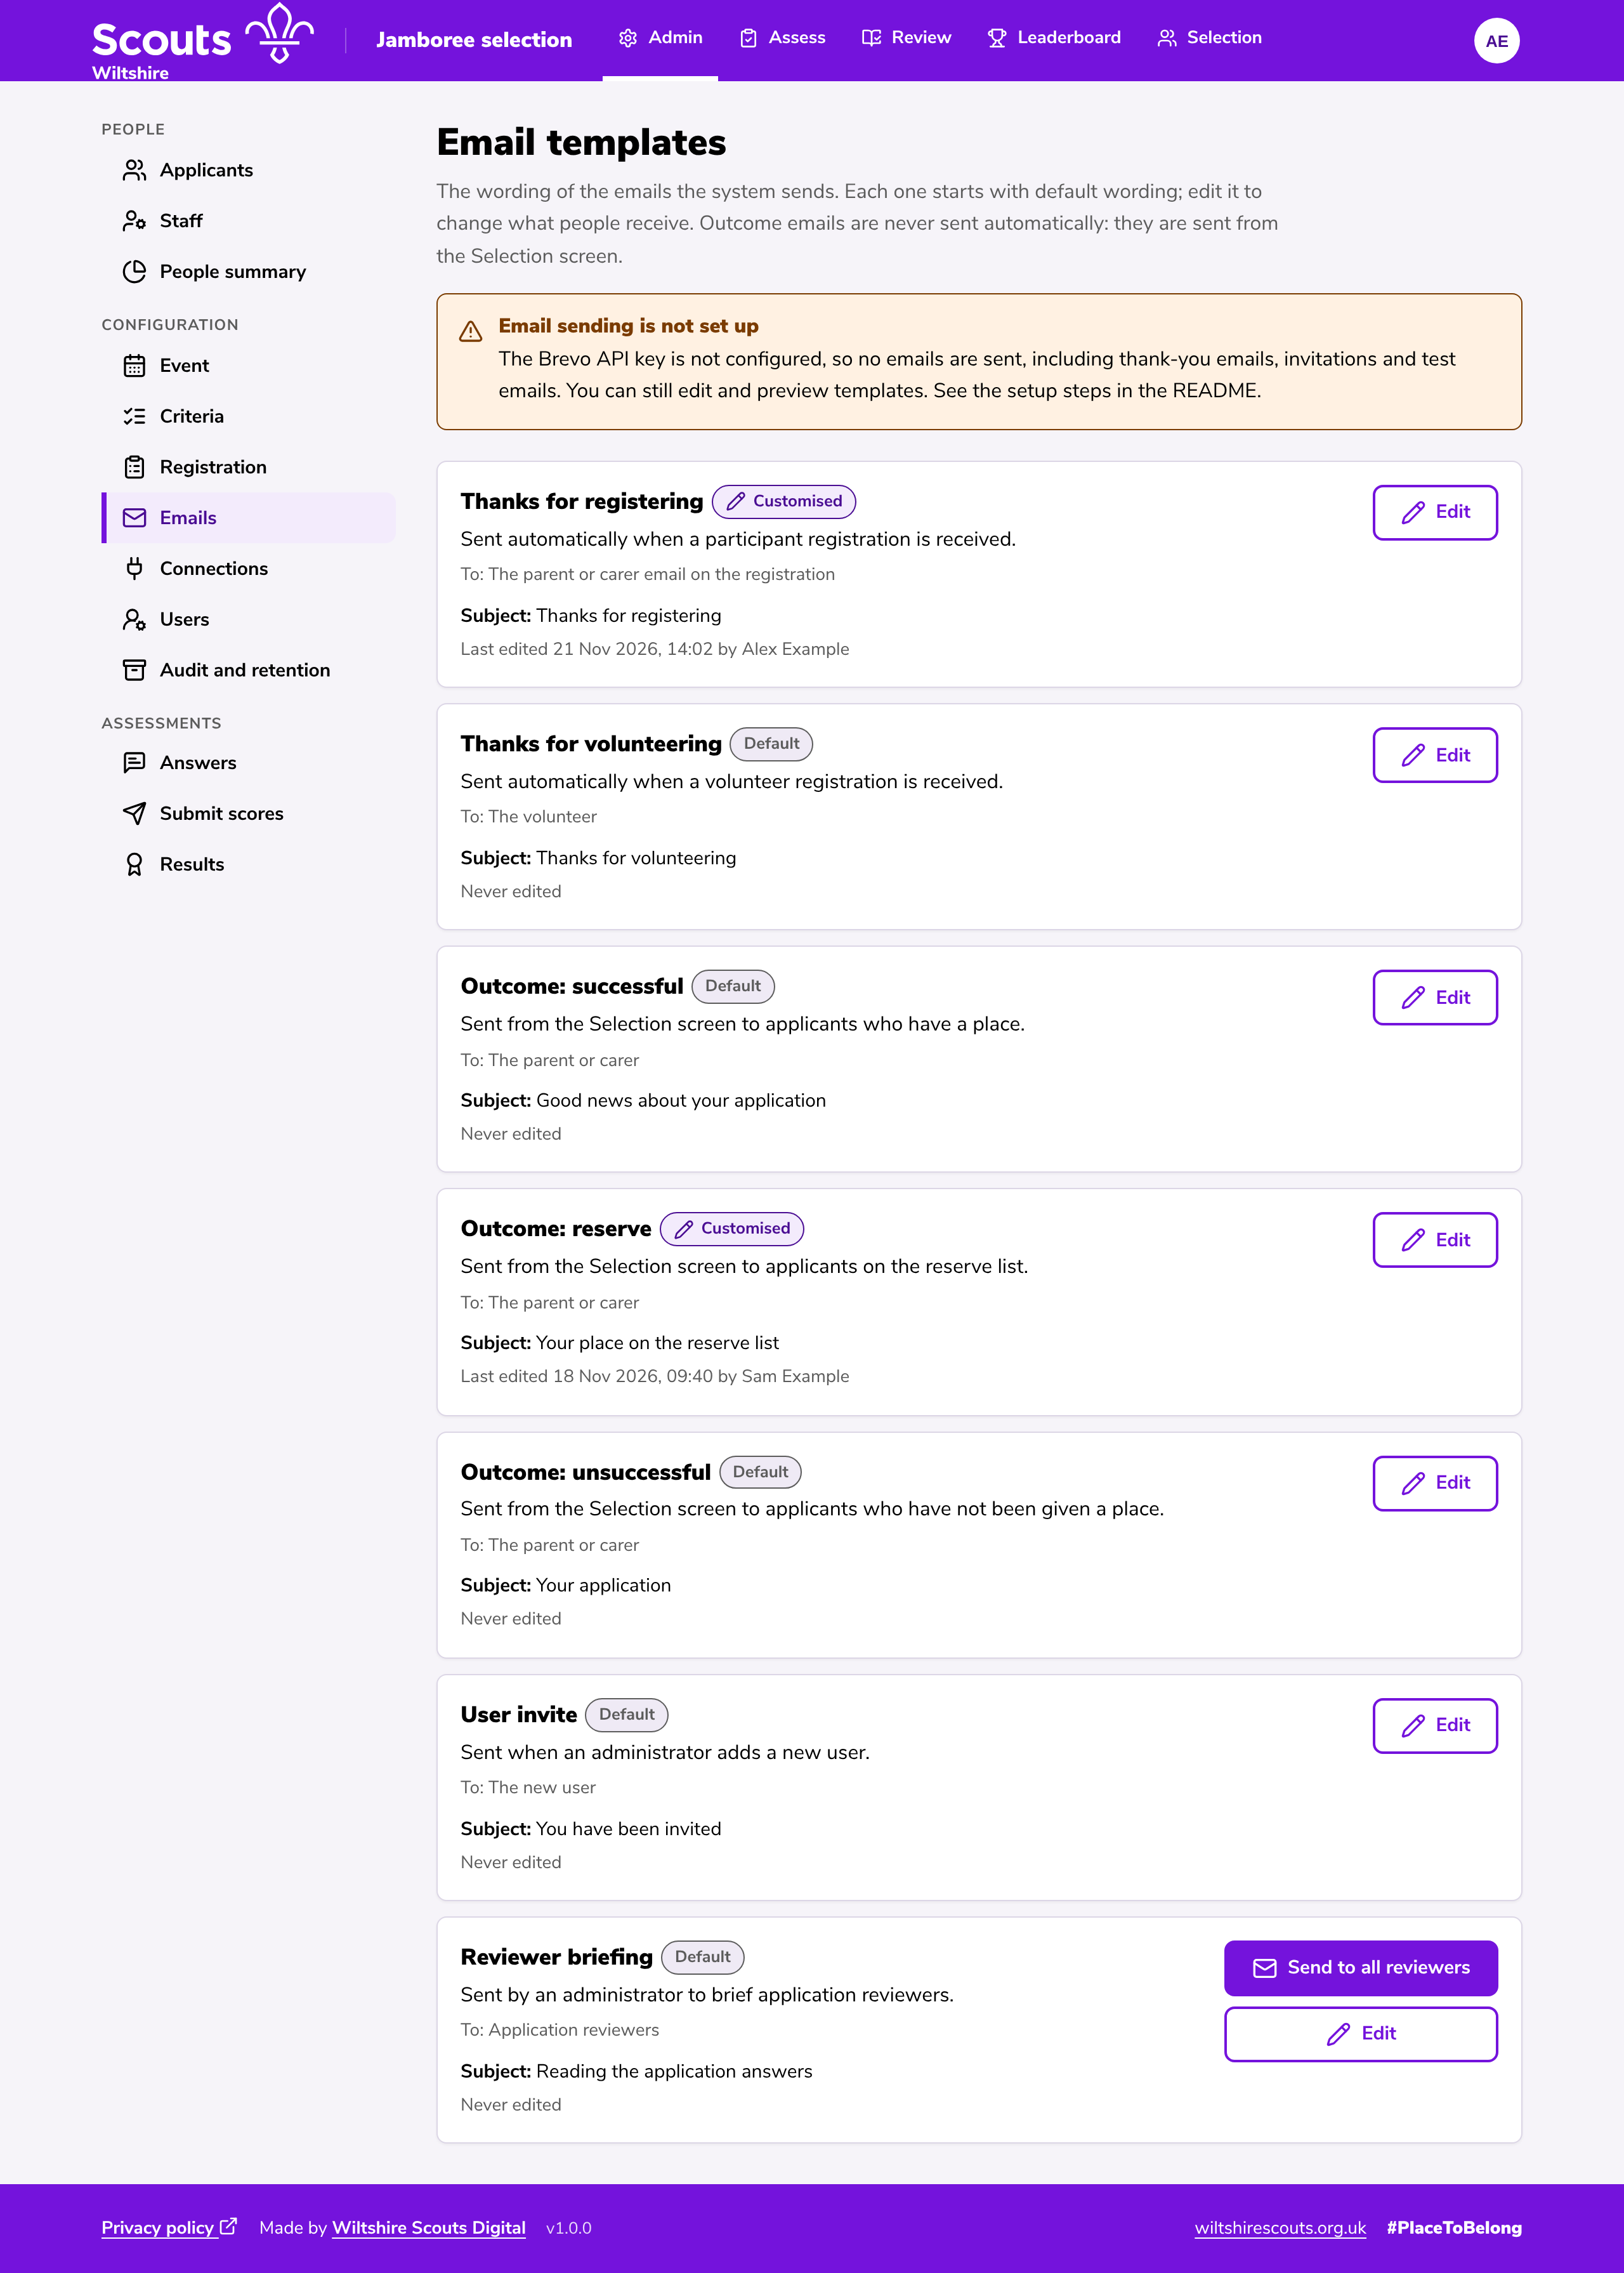 Scouts
Wiltshire
Jamboree selection
Admin
Assess
Review
Leaderboard
Selection
AE
PEOPLE
Applicants
Staff
People summary
CONFIGURATION
Event
Criteria
Registration
Emails
Connections
Users
Audit and retention
ASSESSMENTS
Answers
Submit scores
Results
Email templates
The wording of the emails the system sends. Each one starts with default wording; edit it to
change what people receive. Outcome emails are never sent automatically: they are sent from
the Selection screen.
Email sending is not set up
The Brevo API key is not configured, so no emails are sent, including thank-you emails, invitations and test
emails. You can still edit and preview templates. See the setup steps in the README.
Thanks for registering Customised
Edit
Sent automatically when a participant registration is received.
To: The parent or carer email on the registration
Subject: Thanks for registering
Last edited 21 Nov 2026, 14:02 by Alex Example
Thanks for volunteering Default
Edit
Sent automatically when a volunteer registration is received.
To: The volunteer
Subject: Thanks for volunteering
Never edited
Outcome: successful Default
Edit
Sent from the Selection screen to applicants who have a place.
To: The parent or carer
Subject: Good news about your application
Never edited
Outcome: reserve Customised
Edit
Sent from the Selection screen to applicants on the reserve list.
To: The parent or carer
Subject: Your place on the reserve list
Last edited 18 Nov 2026, 09:40 by Sam Example
Outcome: unsuccessful Default
Edit
Sent from the Selection screen to applicants who have not been given a place.
To: The parent or carer
Subject: Your application
Never edited
User invite Default
Edit
Sent when an administrator adds a new user.
To: The new user
Subject: You have been invited
Never edited
Reviewer briefing Default
Send to all reviewers
Sent by an administrator to brief application reviewers.
To: Application reviewers
Edit
Subject: Reading the application answers
Never edited
Privacy policy
Made by Wiltshire Scouts Digital
v1.0.0
wiltshirescouts.org.uk
#PlaceToBelong